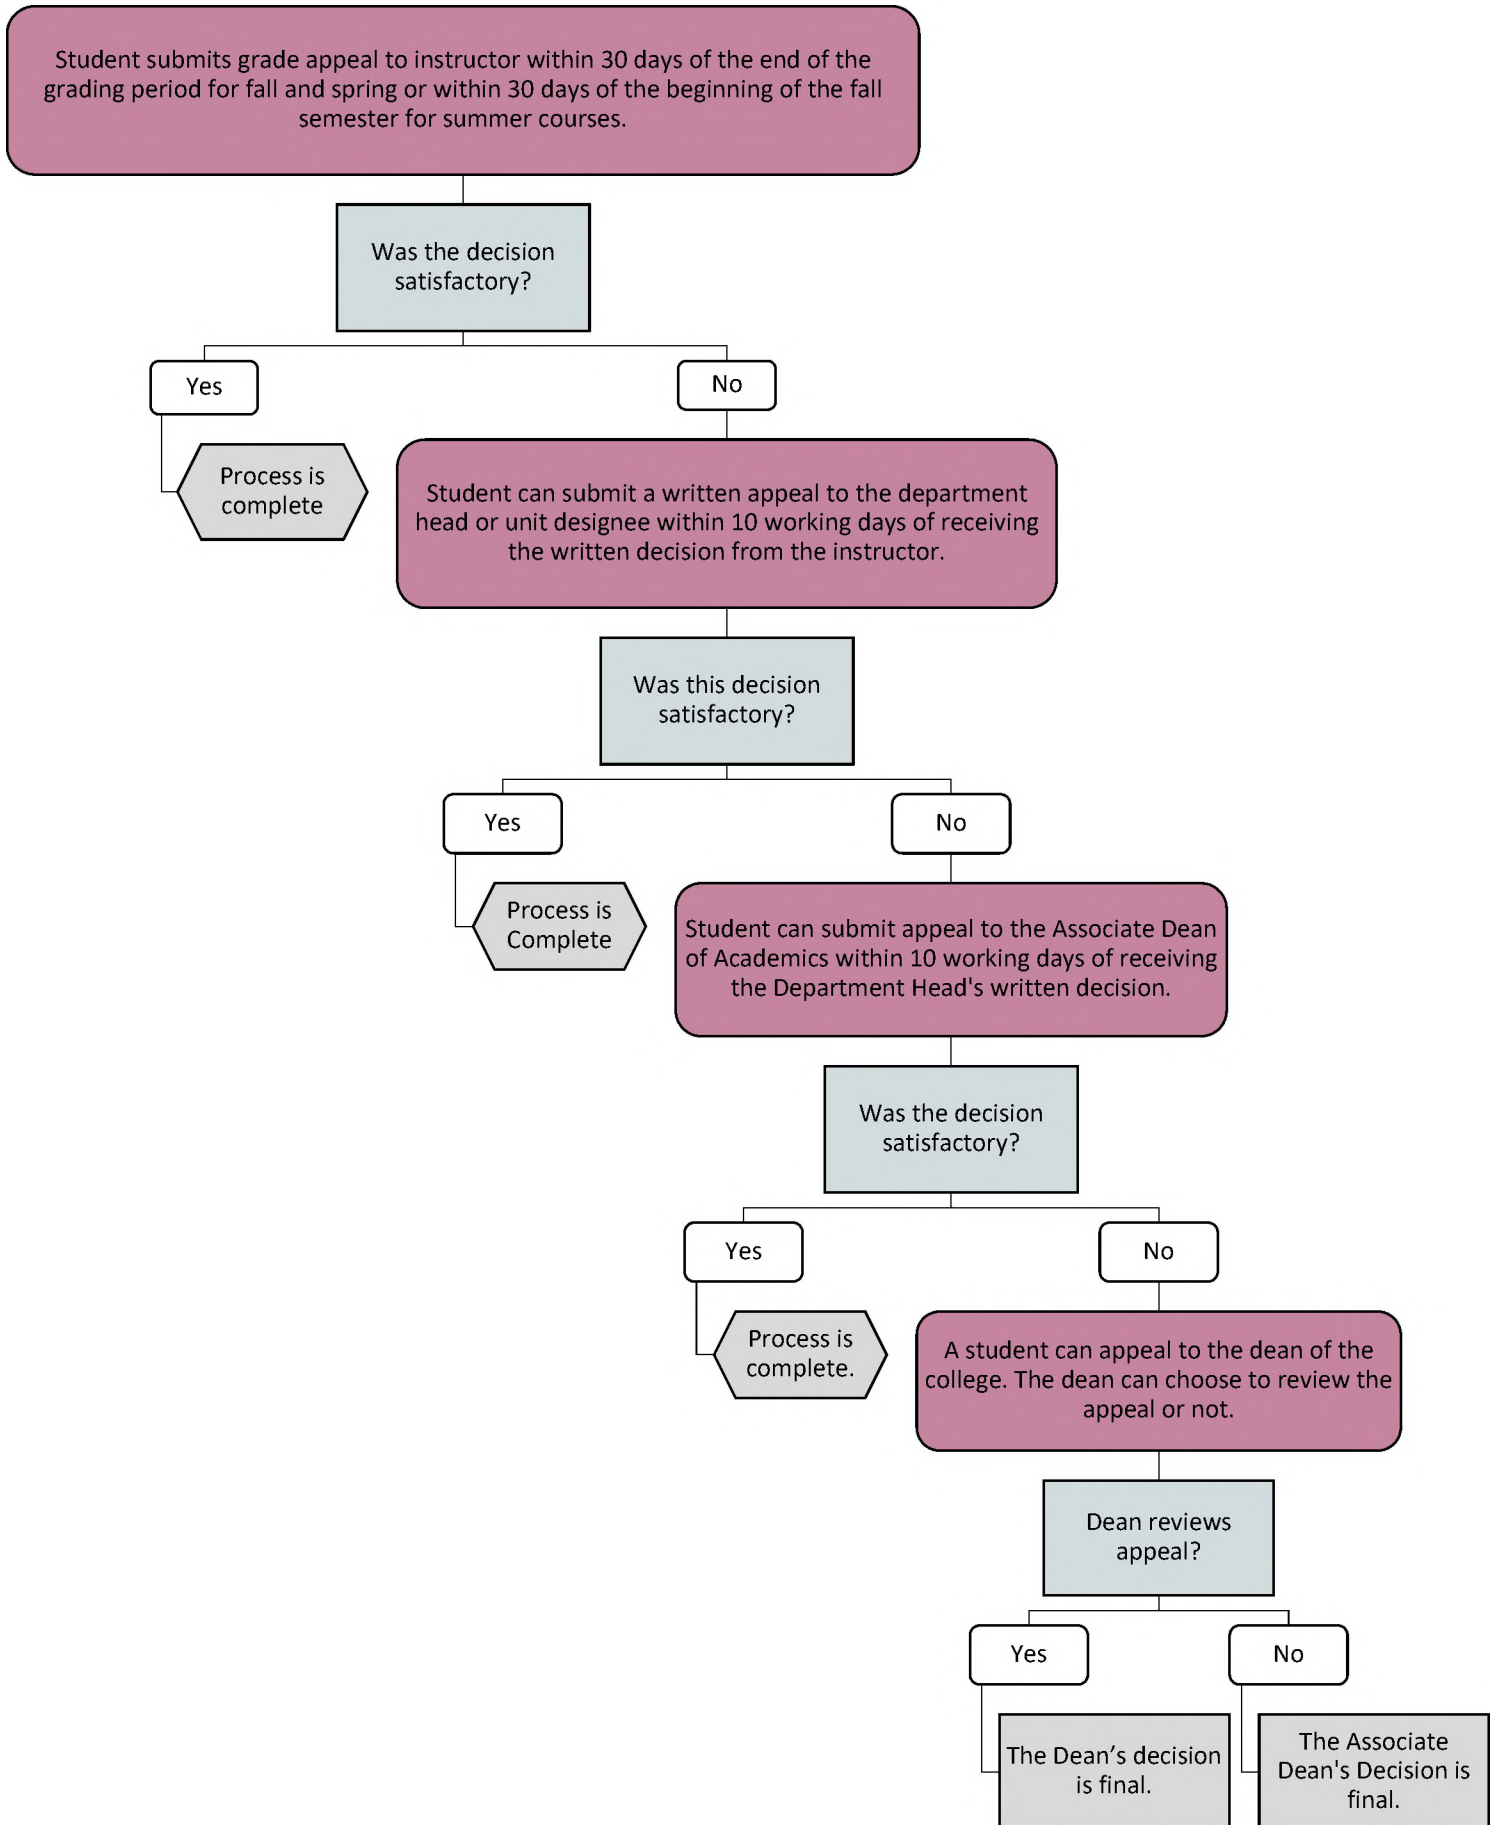 Student submits grade appeal to instructor within 30 days of the end of the
grading period for fall and spring or within 30 days of the beginning of the fall
semester for summer courses.
Was the decision
satisfactory?
Yes
No
Process is
complete
Student can submit a written appeal to the department
head or unit designee within 10 working days of receiving
the written decision from the instructor.
Was this decision
satisfactory?
Yes
No
Process is
Complete
Student can submit appeal to the Associate Dean
of Academics within 10 working days of receiving
the Department Head's written decision.
Was the decision
satisfactory?
Yes
No
Process is
complete.
A student can appeal to the dean of the
college. The dean can choose to review the
appeal or not.
Dean reviews
appeal?
Yes
No
The Dean’s decision
is final.
The Associate
Dean's Decision is
final.